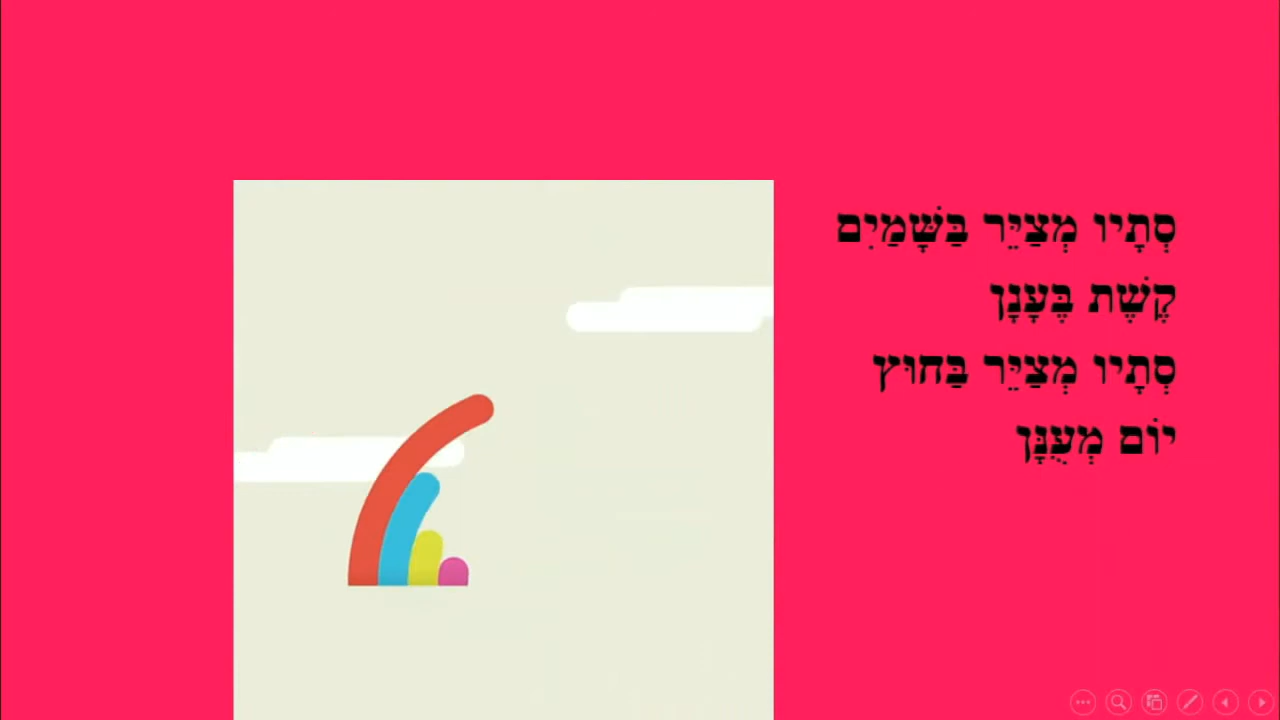 סְתָיו מְצַיֵּר בַּשָּׁמַיִם
קֶשֶׁת בֶּעָנָן
סְתָיו מְצַיֵּר בַּחוּץ
יוֹם מְעֻנָּן